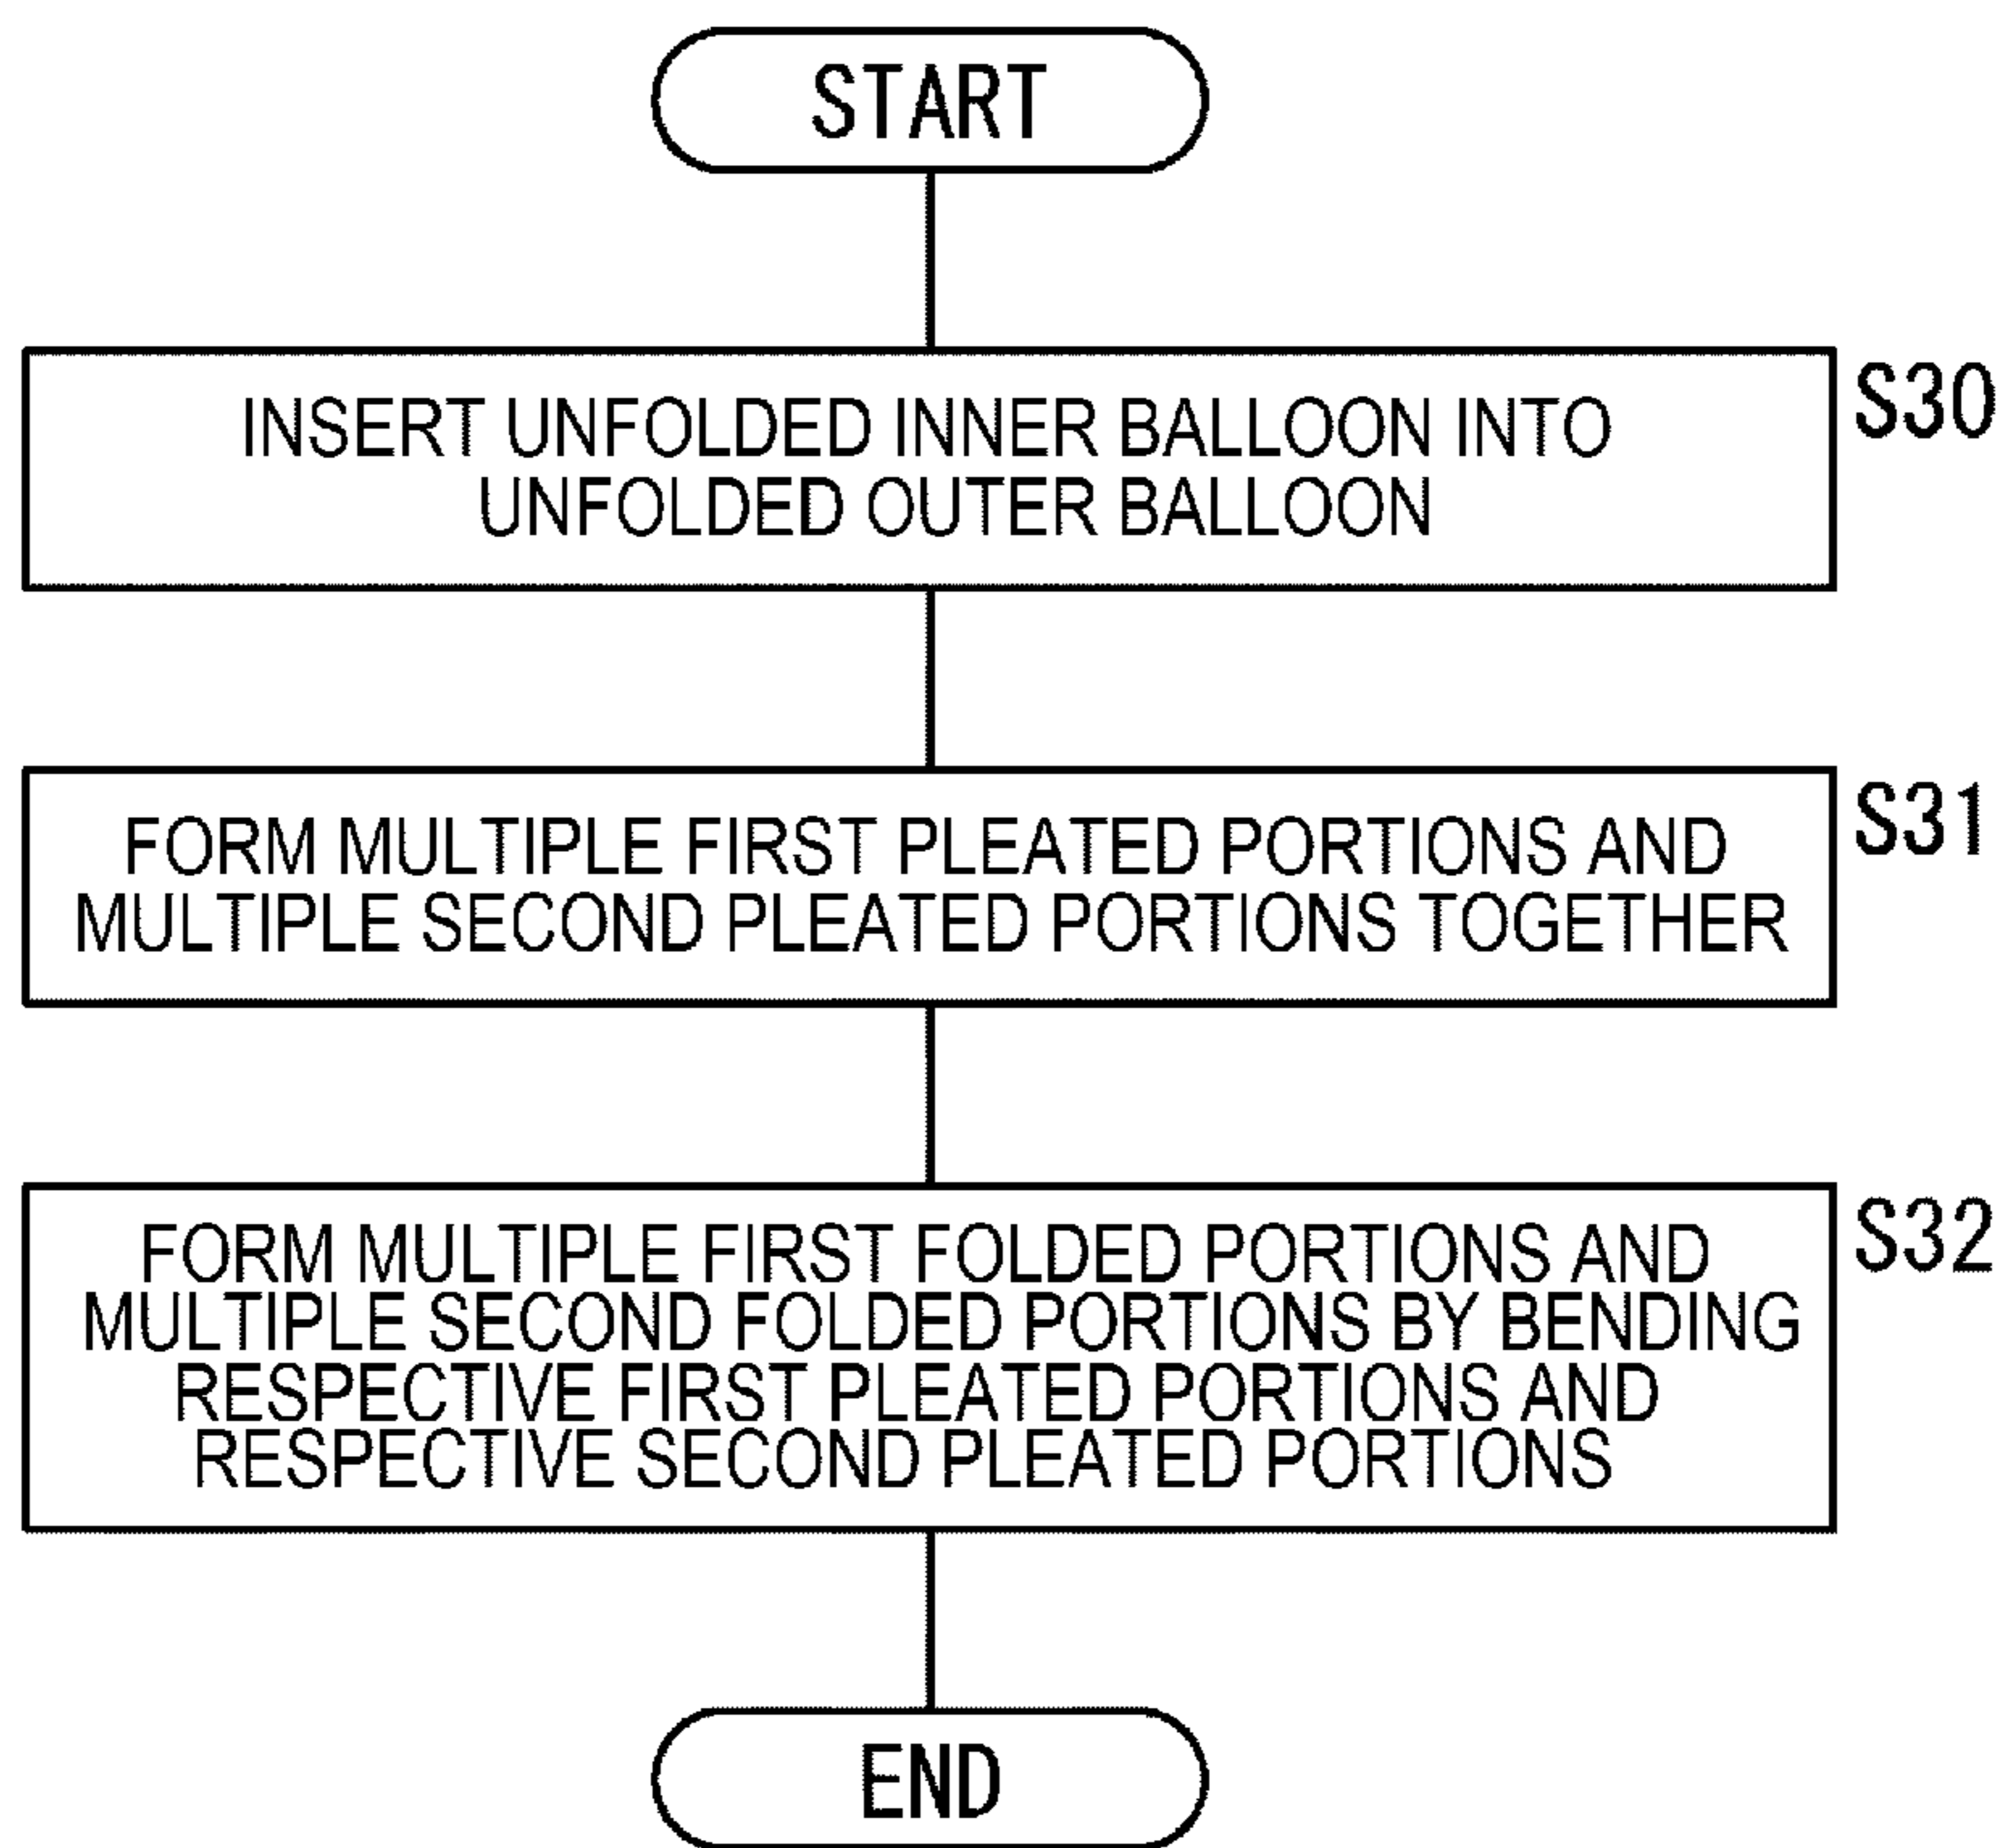 START
INSERT UNFOLDED INNER BALLOON INTO
UNFOLDED OUTER BALLOON
S30
FORM MULTIPLE FIRST PLEATED PORTIONS AND
MULTIPLE SECOND PLEATED PORTIONS TOGETHER
S31
FORM MULTIPLE FIRST FOLDED PORTIONS AND
MULTIPLE SECOND FOLDED PORTIONS BY BENDING
RESPECTIVE FIRST PLEATED PORTIONS AND
RESPECTIVE SECOND PLEATED PORTIONS
S32
END